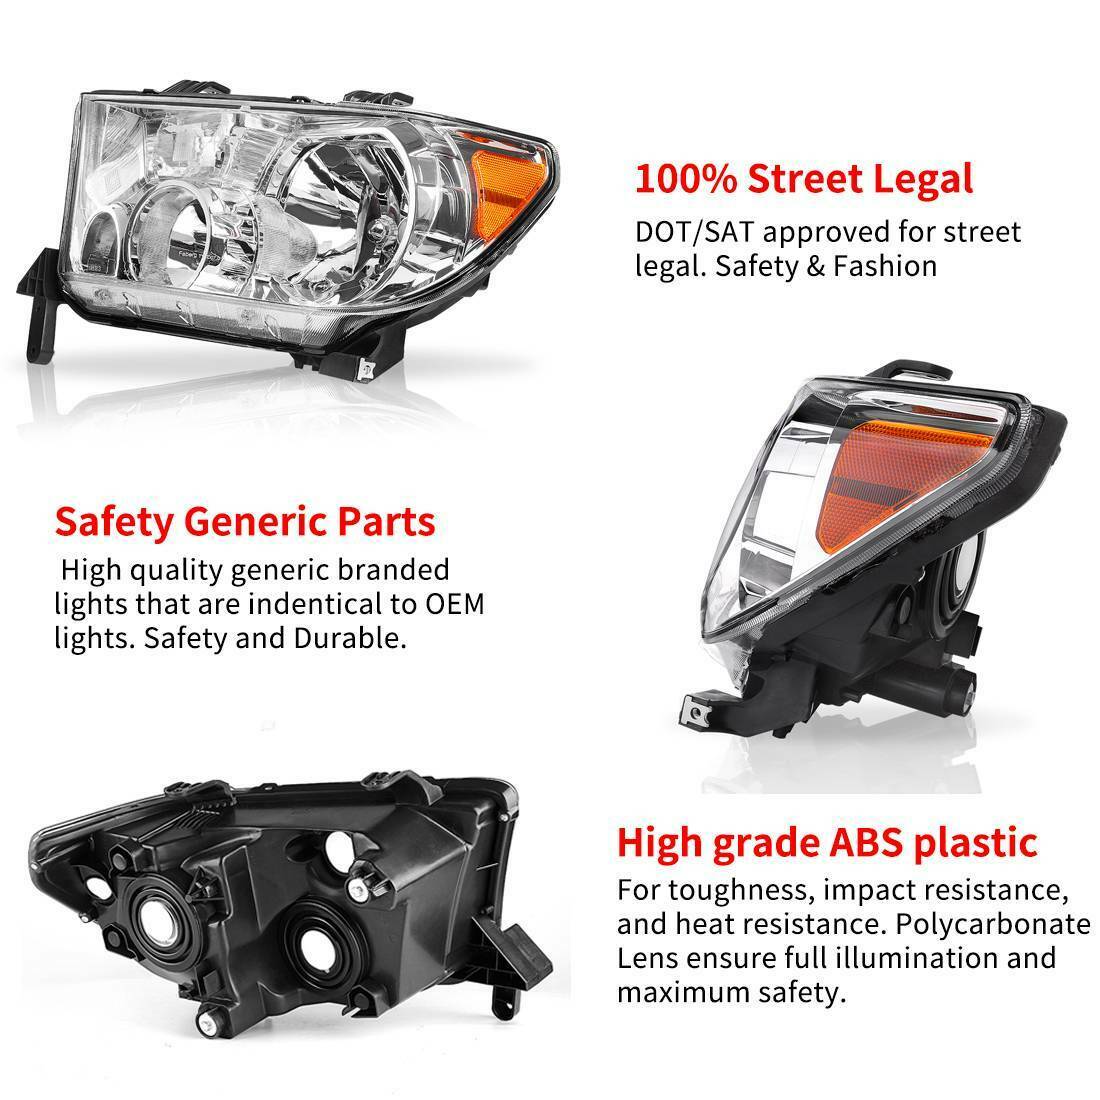 100% Street Legal
DOT/SAT approved for street
legal. Safety & Fashion
Safety Generic Parts
High quality generic branded
lights that are indentical to OEM
lights. Safety and Durable.
High grade ABS plastic
For toughness, impact resistance,
and heat resistance. Polycarbonate
Lens ensure full illumination and
maximum safety.